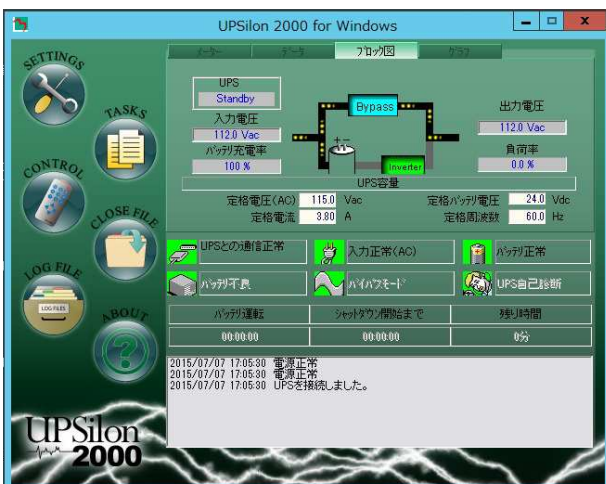 UPSilon 2000 for Windows
SETTINGS
TASKS
CONTROL
CLOSE FILE
LOG FILE
LOG FILES
ABOUT
UPSilon
2000
メーター データ ブロック図 グラフ
UPS
Standby
入力電圧
112.0 Vac
バッテリ充電率
100 %
Bypass
Inverter
出力電圧
112.0 Vac
負荷率
0.0 %
UPS容量
定格電圧(AC) 115.0 Vac 定格バッテリ電圧 24.0 Vdc
定格電流 3.80 A 定格周波数 60.0 Hz
UPSとの通信正常 入力正常(AC) バッテリ正常
バッテリ不良 バイパスモード UPS自己診断
バッテリ運転 シャットダウン開始まで 残り時間
00:00:00 00:00:00 0分
2015/07/07 17:05:30 電源正常
2015/07/07 17:05:30 電源正常
2015/07/07 17:05:30 UPSを接続しました。